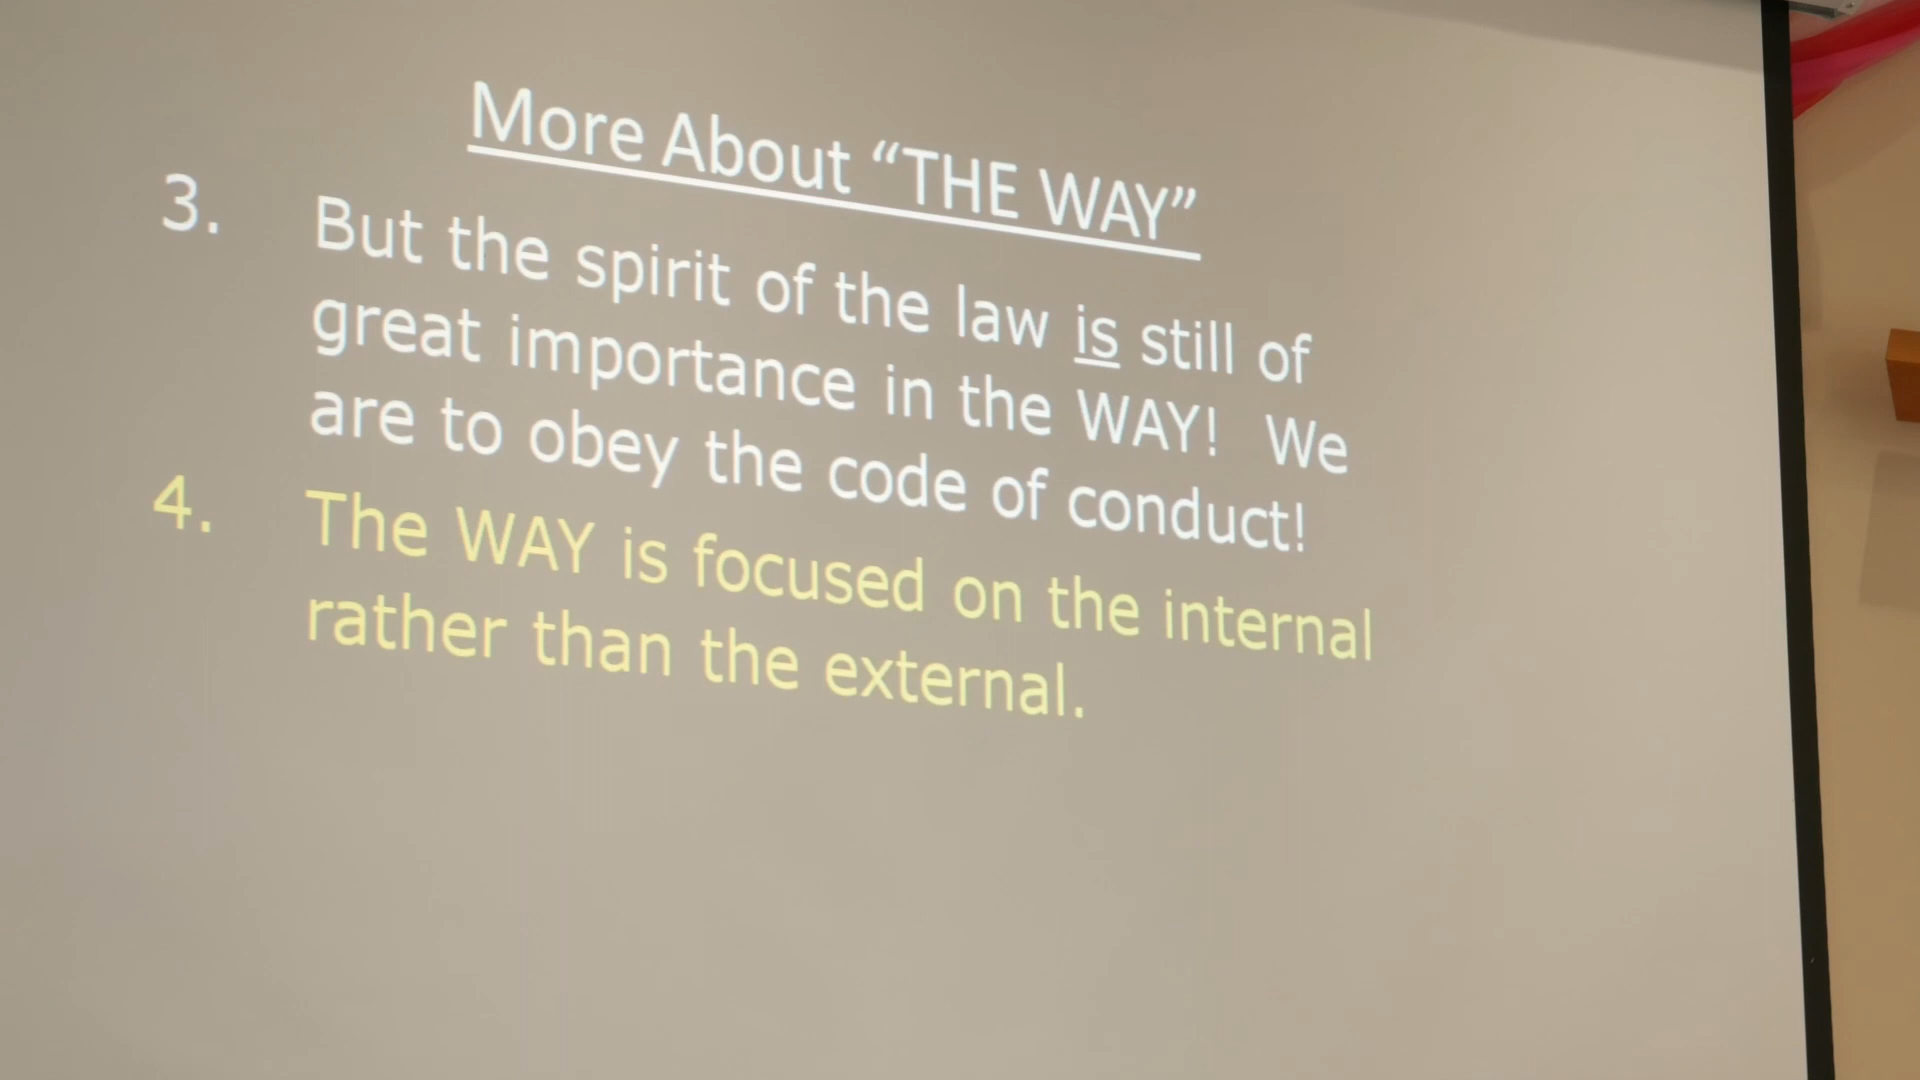 More About “THE WAY”
3. But the spirit of the law is still of
great importance in the WAY!  We
are to obey the code of conduct!
4. The WAY is focused on the internal
rather than the external.